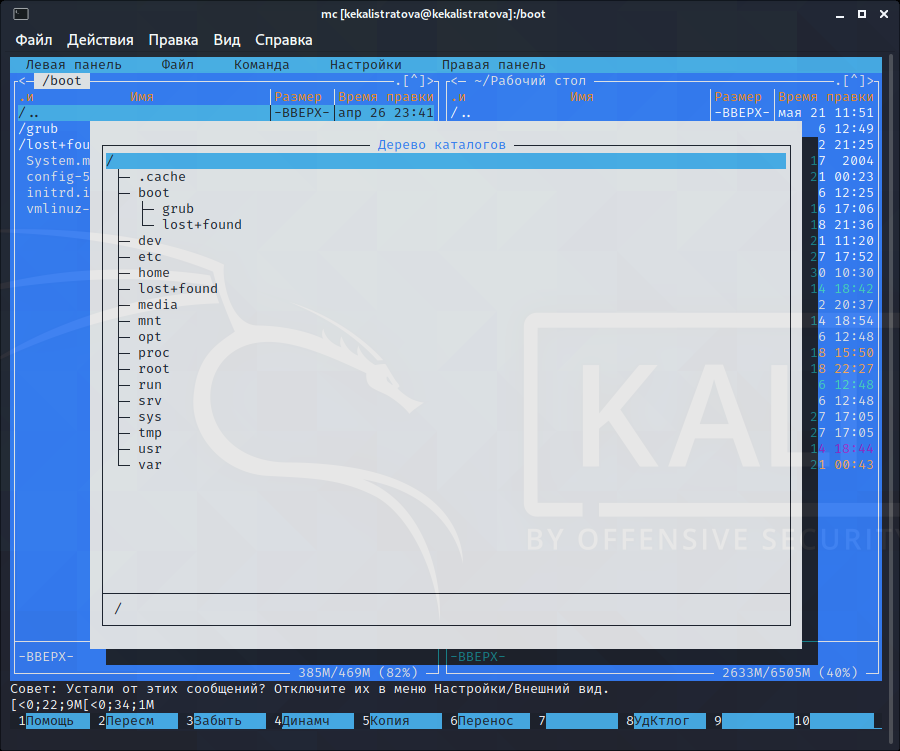 mc [kekalistratova@kekalistratova]:/boot
Файл Действия Правка Вид Справка
Левая панель Файл Команда Настройки Правая панель
<─ /boot .[^]> <─ ~/Рабочий стол .[^]>
.и Имя Размер Время правки .и Имя Размер Время правки
/.. -ВВЕРХ- апр 26 23:41 /.. -ВВЕРХ- мая 21 11:51
/grub 6 12:49
/lost+fou Дерево каталогов 2 21:25
System.m / 17 2004
config-5 .cache 21 00:23
initrd.i boot 6 12:25
vmlinuz- grub 16 17:06
lost+found 18 21:36
dev 21 11:20
etc 27 17:52
home 30 10:30
lost+found 14 18:42
media 2 20:37
mnt 14 18:54
opt 6 12:48
proc 18 15:50
root 18 22:27
run 6 12:48
srv 6 12:48
sys 27 17:05
tmp 27 17:05
usr 14 18:44
var 21 00:43
KAL
BY OFFENSIVE SECURIT
/
-ВВЕРХ- -ВВЕРХ-
385M/469M (82%) 2633M/6505M (40%)
Совет: Устали от этих сообщений? Отключите их в меню Настройки/Внешний вид.
[<0;22;9M[<0;34;1M
1Помощь 2Пересм 3Забыть 4Динамч 5Копия 6Перенос 7 8УдКтлог 9 10